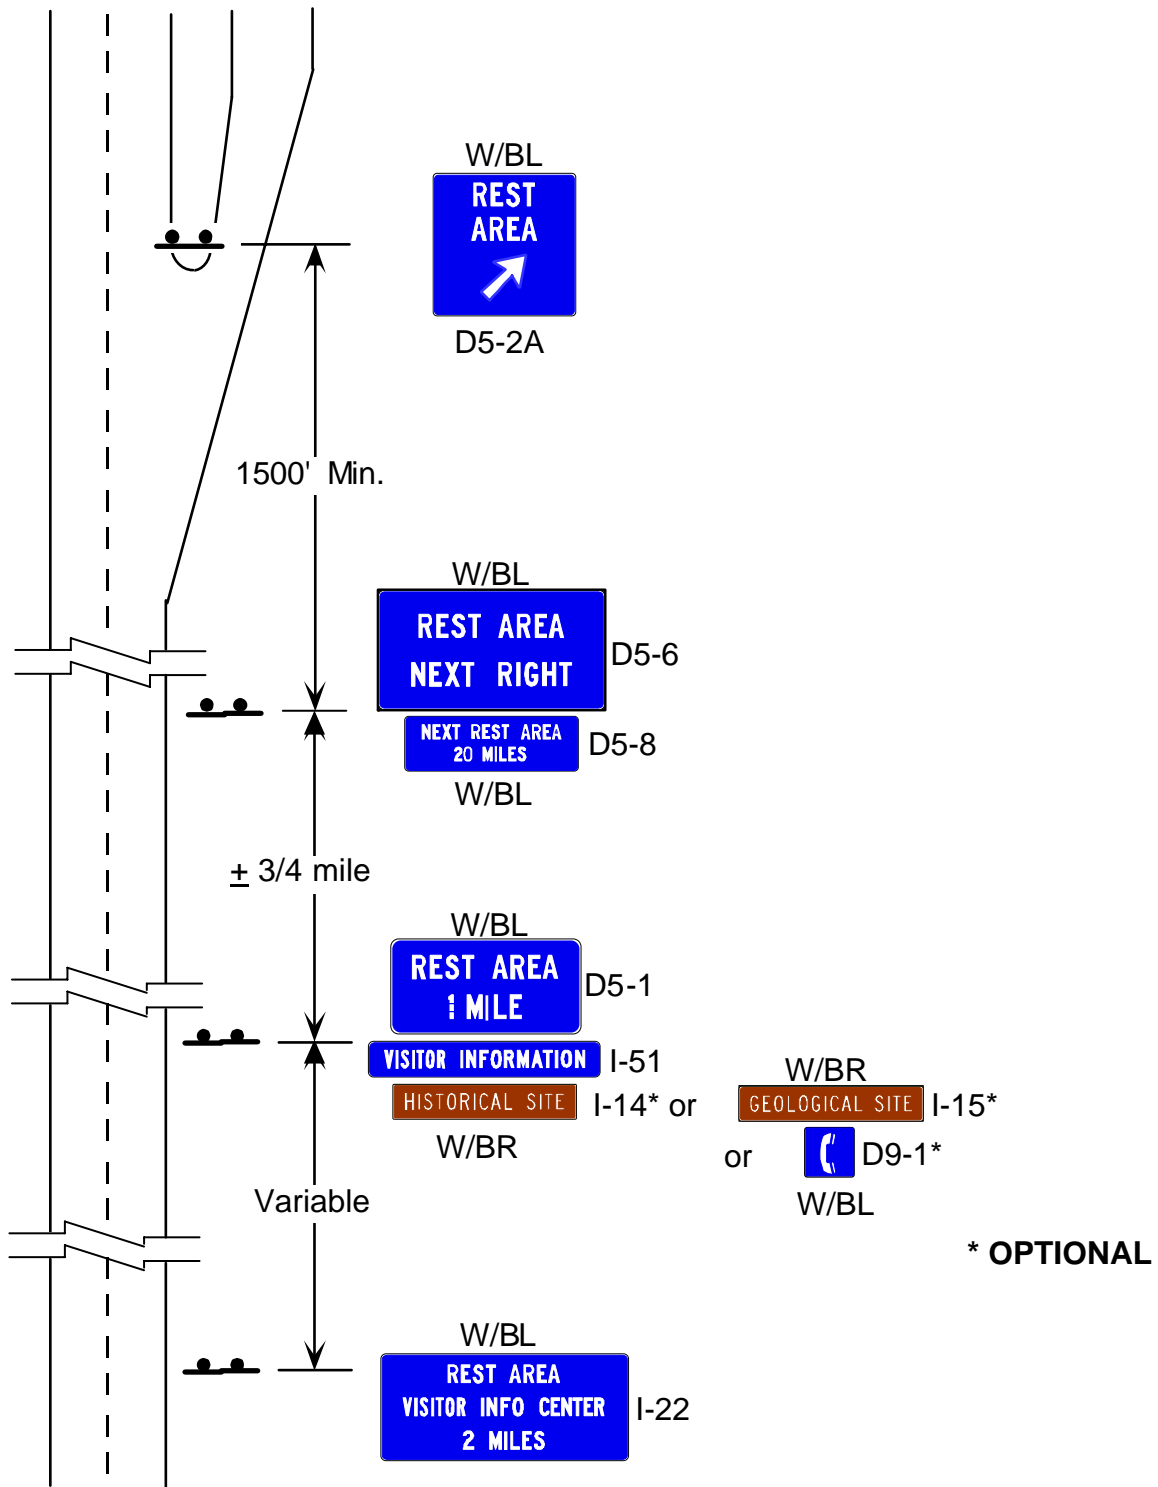 W/BL
REST
AREA
D5-2A
1500' Min.
W/BL
REST AREA
NEXT RIGHT
D5-6
NEXT REST AREA
20 MILES
D5-8
W/BL
± 3/4 mile
W/BL
REST AREA
1 MILE
D5-1
VISITOR INFORMATION
I-51
HISTORICAL SITE
I-14* or
W/BR
W/BR
GEOLOGICAL SITE
I-15*
or
D9-1*
W/BL
Variable
* OPTIONAL
W/BL
REST AREA
VISITOR INFO CENTER
2 MILES
I-22